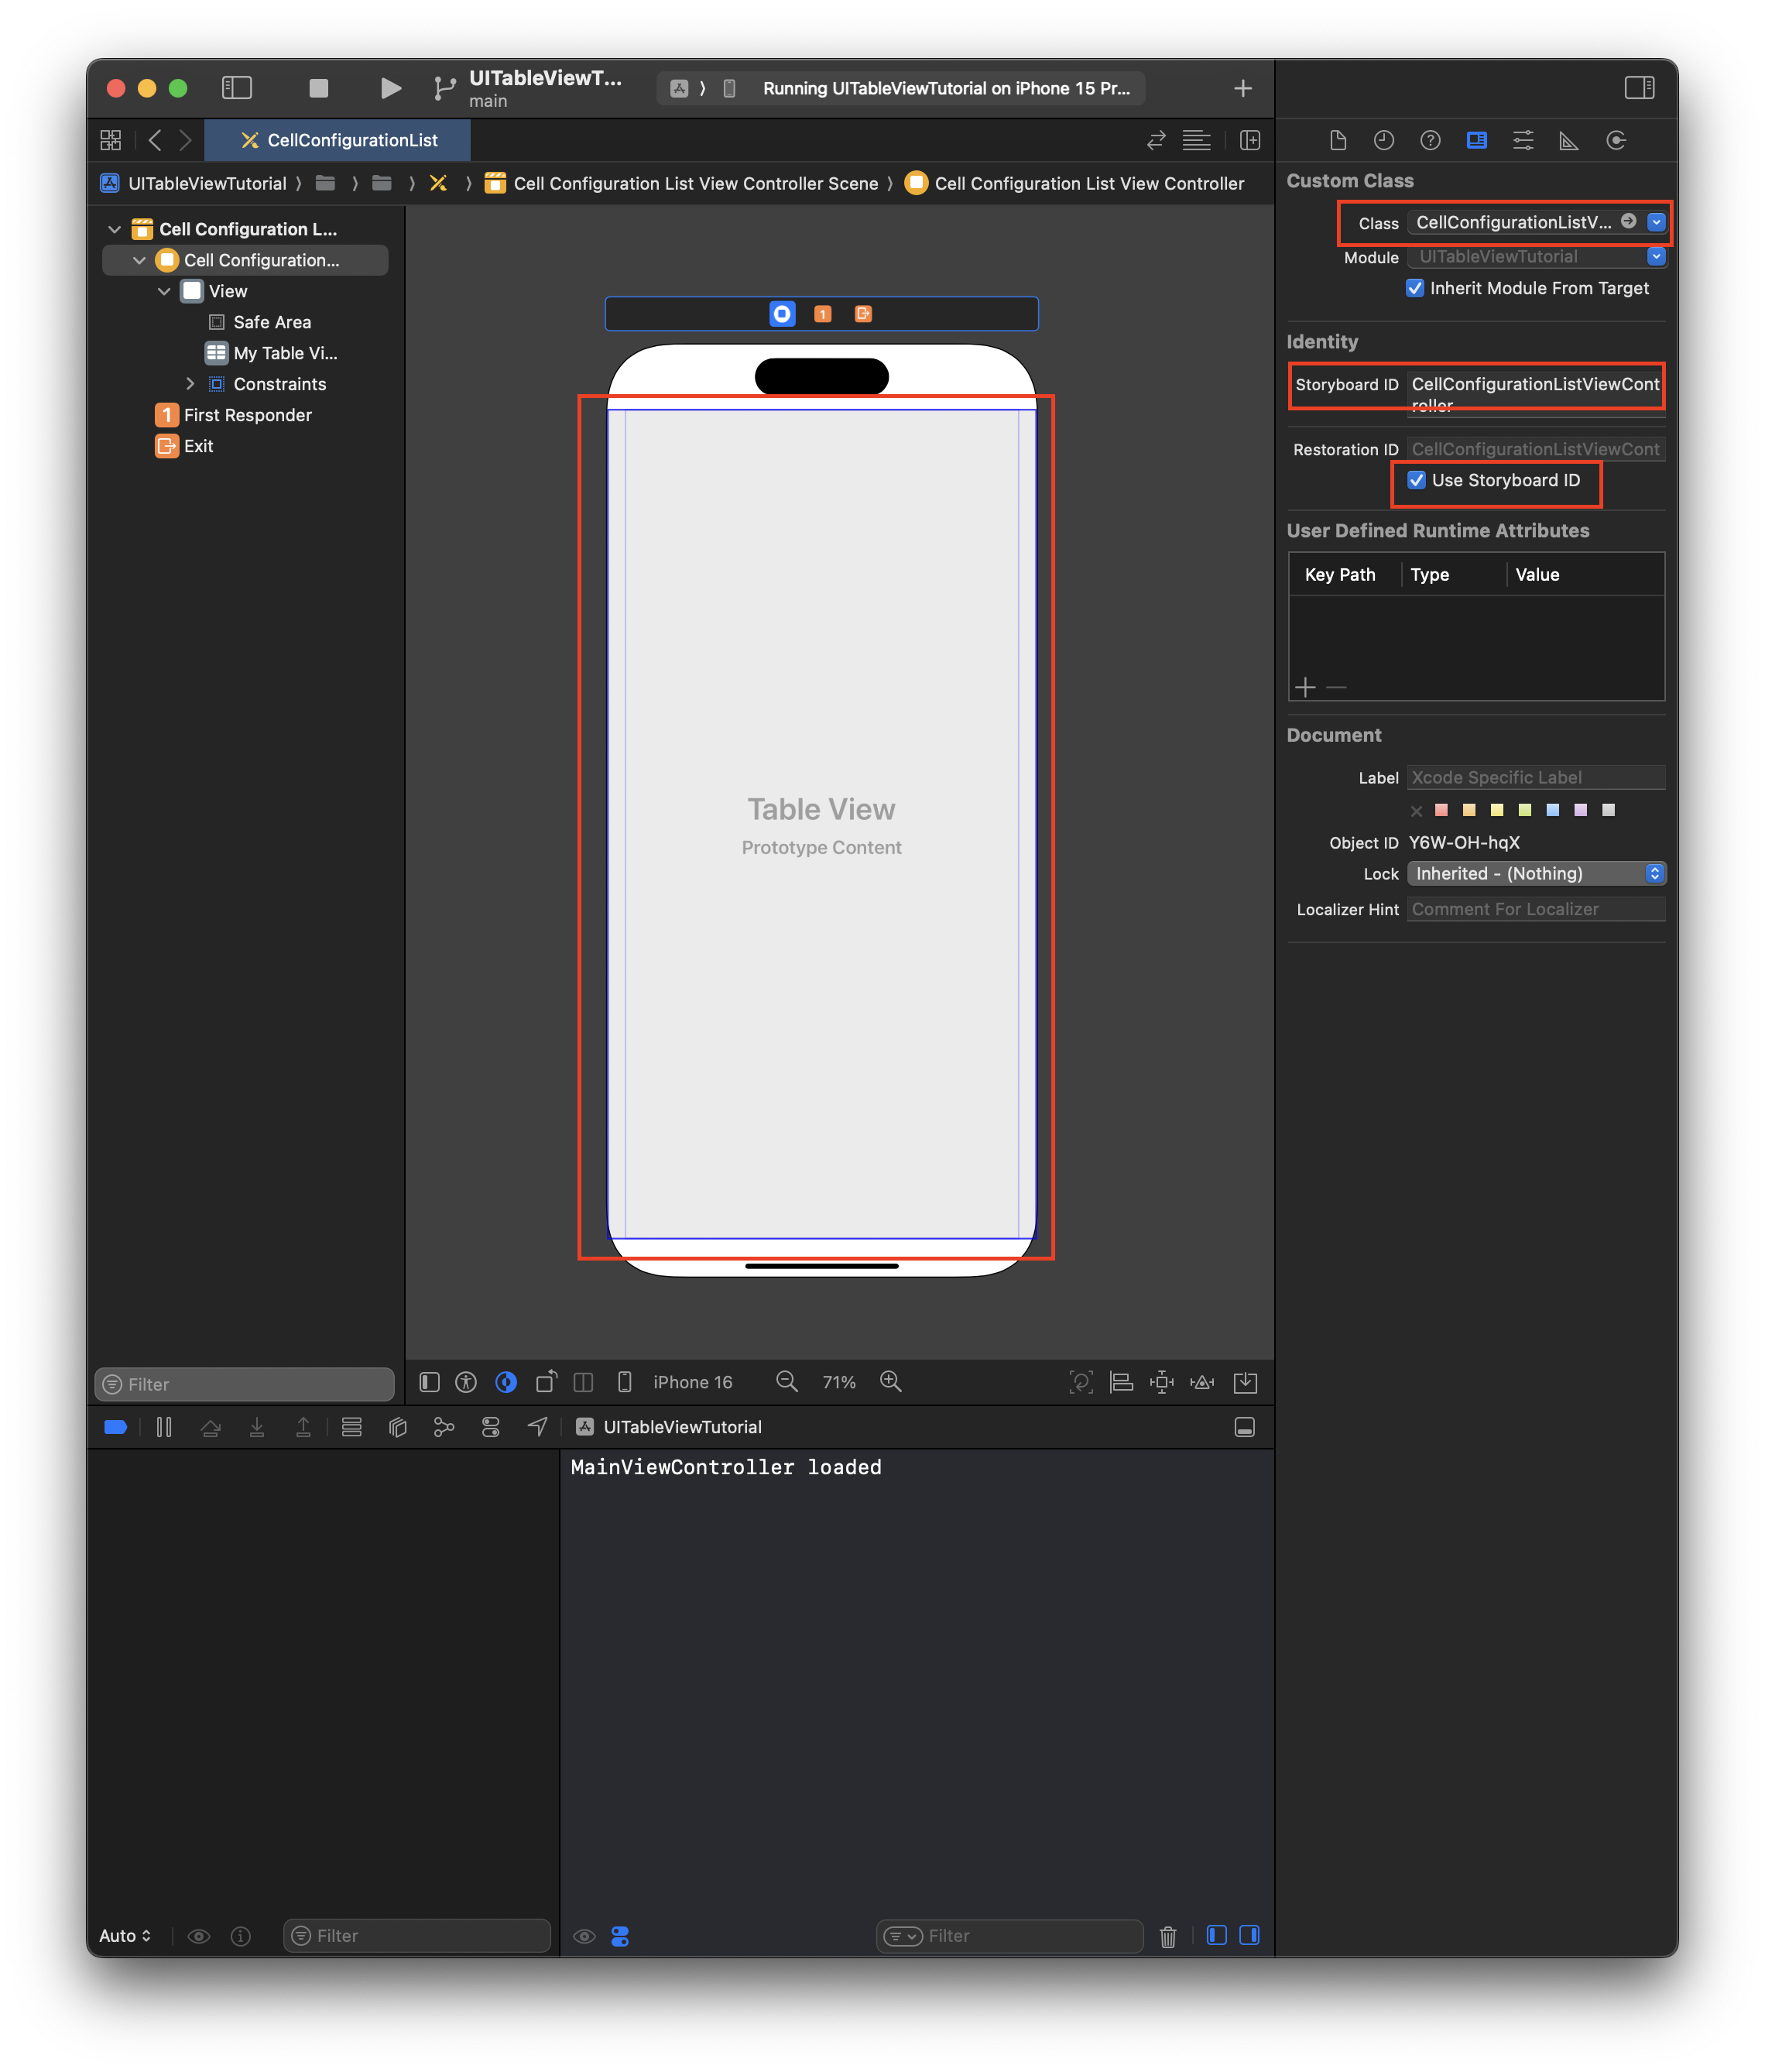 UITableViewT...
main
Running UITableViewTutorial on iPhone 15 Pr...
CellConfigurationList
UITableViewTutorial
Cell Configuration List View Controller Scene
Cell Configuration List View Controller
Cell Configuration L...
Cell Configuration...
View
Safe Area
My Table Vi...
Constraints
1 First Responder
Exit
1
Table View
Prototype Content
Filter
iPhone 16
71%
Custom Class
Class CellConfigurationListV...
Module UITableViewTutorial
Inherit Module From Target
Identity
Storyboard ID CellConfigurationListViewCont
roller
Restoration ID CellConfigurationListViewCont
Use Storyboard ID
User Defined Runtime Attributes
Key Path Type Value
Document
Label Xcode Specific Label
Object ID Y6W-OH-hqX
Lock Inherited - (Nothing)
Localizer Hint Comment For Localizer
UITableViewTutorial
MainViewController loaded
Auto
Filter
Filter